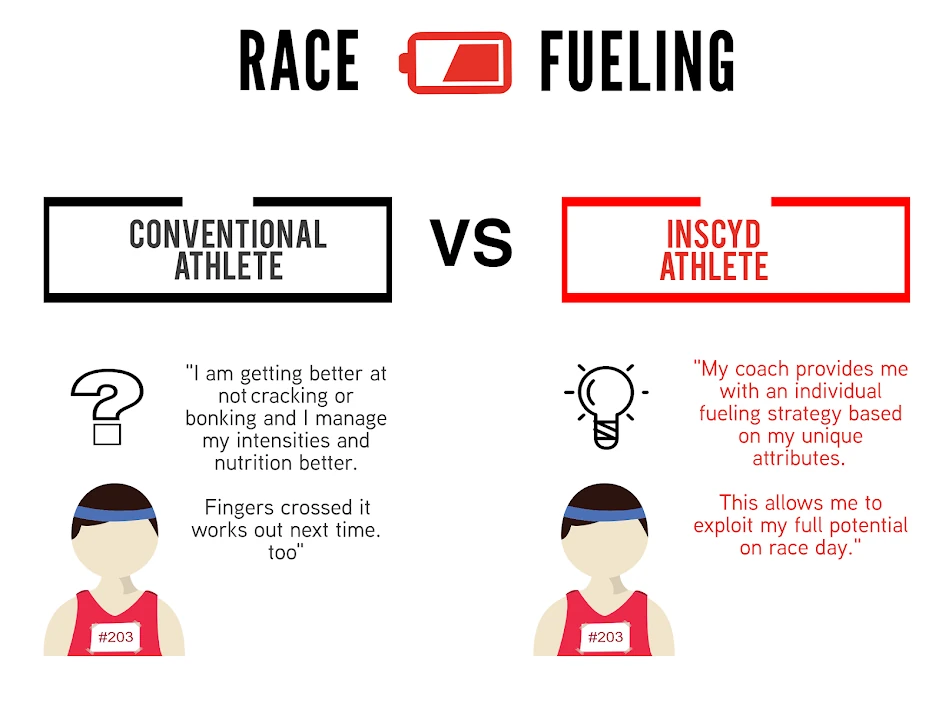 RACE FUELING
CONVENTIONAL
ATHLETE
VS
INSCYD
ATHLETE
"I am getting better at
not cracking or
bonking and I manage
my intensities and
nutrition better.
Fingers crossed it
works out next time.
too"
#203
"My coach provides me
with an individual
fueling strategy based
on my unique
attributes.
This allows me to
exploit my full potential
on race day."
#203